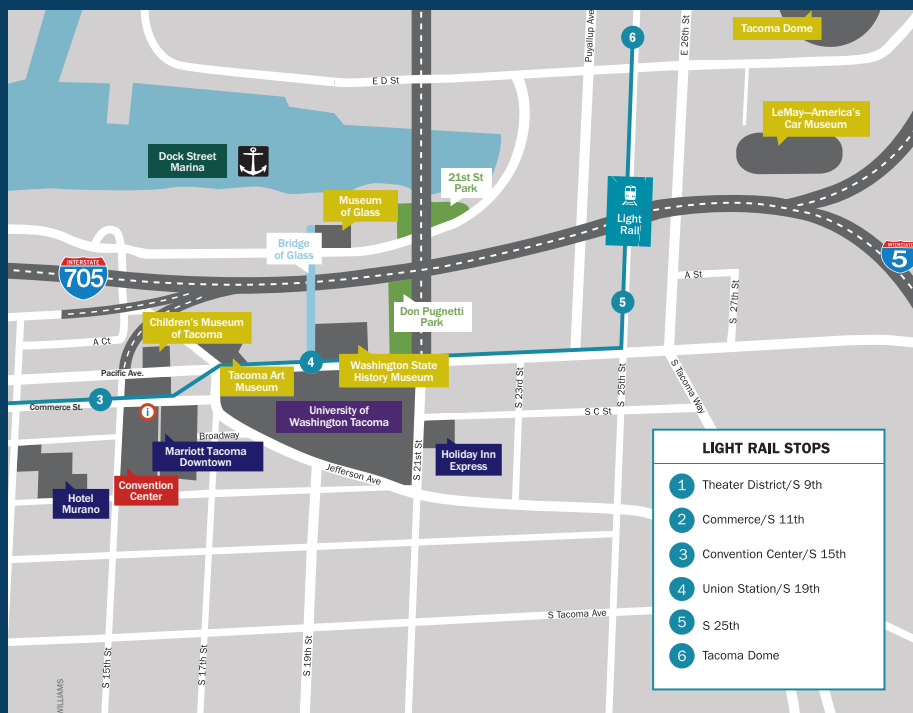 Puyallup Ave
6
E 26th St
Tacoma Dome
E D St
LeMay—America's
Car Museum
Dock Street
Marina
21st St
Park
Museum
of Glass
Light
Rail
Bridge
of Glass
INTERSTATE
705
INTERSTATE
5
A St
S 27th St
5
Don Pugnetti
Park
Children's Museum
of Tacoma
A Ct
4
Pacific Ave.
Tacoma Art
Museum
Washington State
History Museum
S 23rd St
S 25th St
S Tacoma Way
3
Commerce St.
i
University of
Washington Tacoma
S C St
Broadway
Marriott Tacoma
Downtown
S 21st St
Holiday Inn
Express
Jefferson Ave
Convention
Center
Hotel
Murano
LIGHT RAIL STOPS
1 Theater District/S 9th
2 Commerce/S 11th
3 Convention Center/S 15th
4 Union Station/S 19th
5 S 25th
6 Tacoma Dome
S Tacoma Ave
S 15th St
S 17th St
S 19th St
WILLIAMS